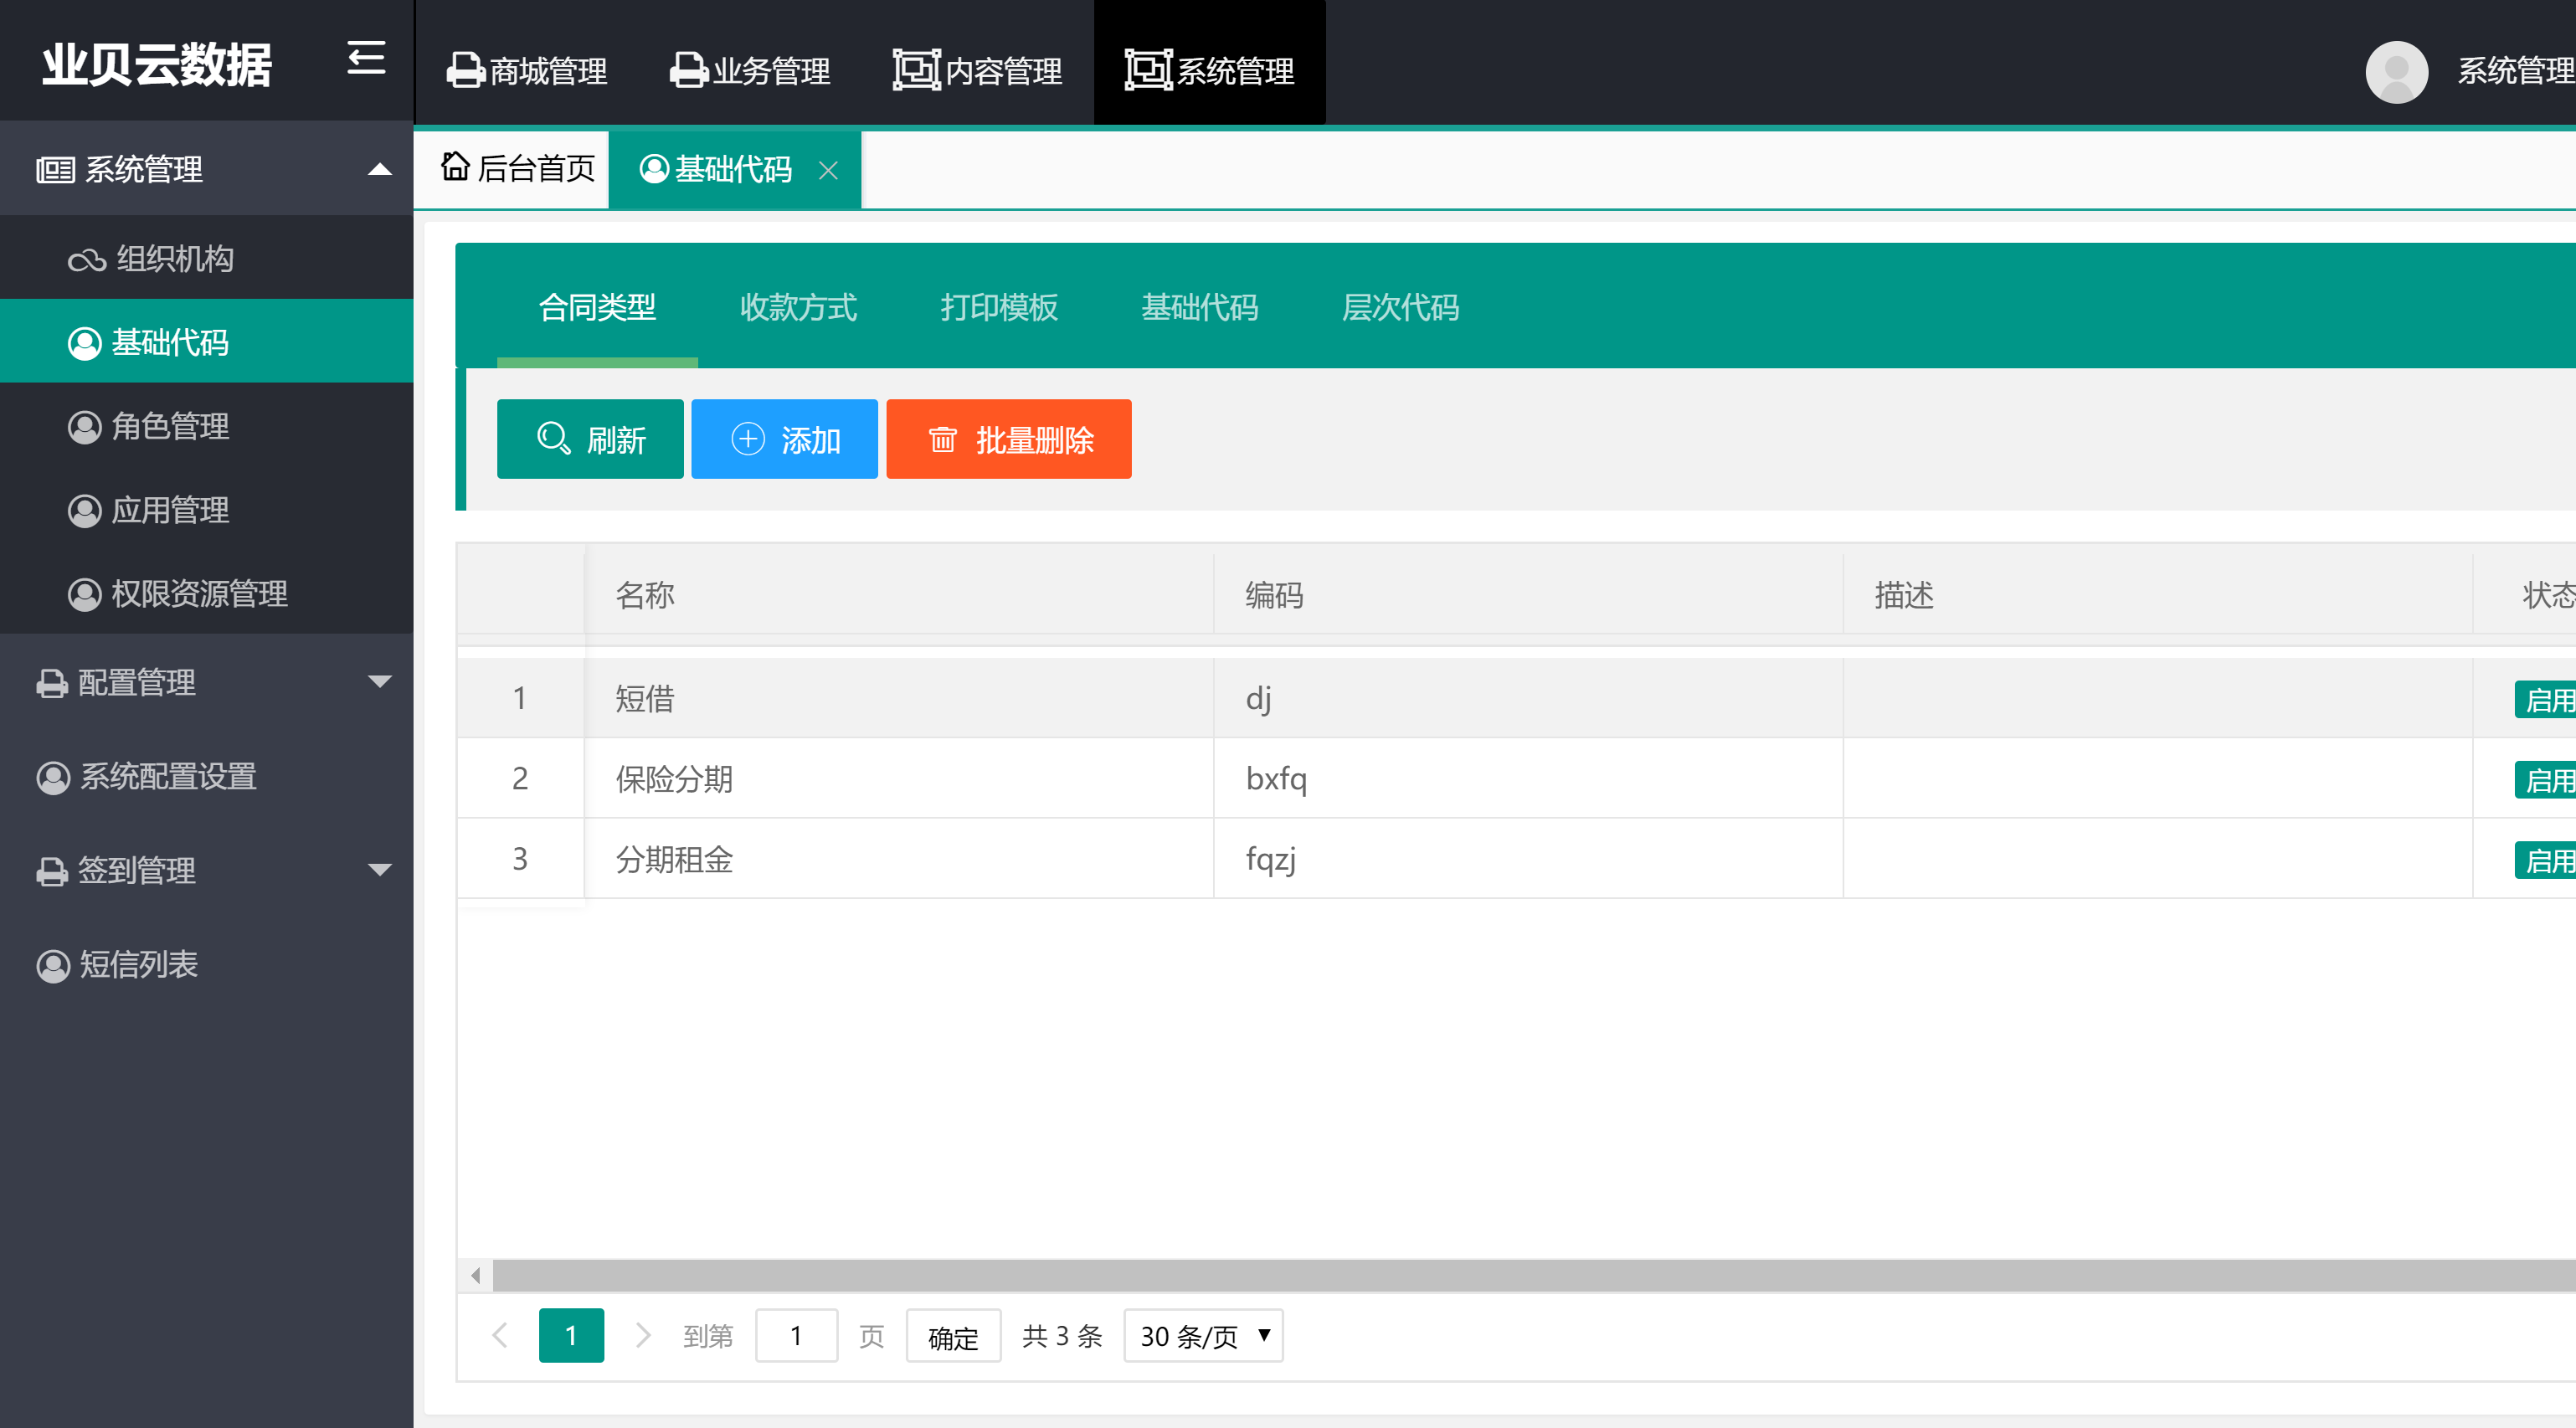 业贝云数据
商城管理 业务管理 内容管理 系统管理 系统管理
系统管理
组织机构
基础代码
角色管理
应用管理
权限资源管理
配置管理
系统配置设置
签到管理
短信列表
后台首页 基础代码
合同类型 收款方式 打印模板 基础代码 层次代码
刷新 添加 批量删除
名称 编码 描述 状态
1 短借 dj 启用
2 保险分期 bxfq 启用
3 分期租金 fqzj 启用
1 到第 1 页 确定 共 3 条 30 条/页